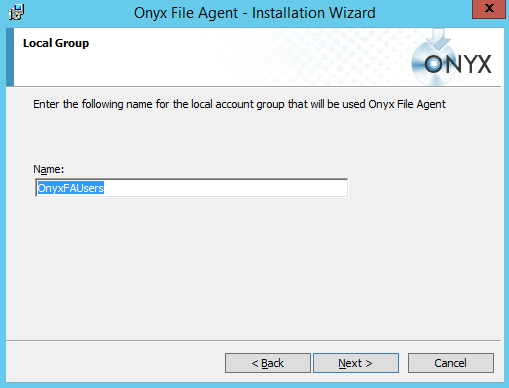 Onyx File Agent - Installation Wizard
x
Local Group
ONYX
Enter the following name for the local account group that will be used Onyx File Agent
Name:
OnyxFAUsers
< Back
Next >
Cancel